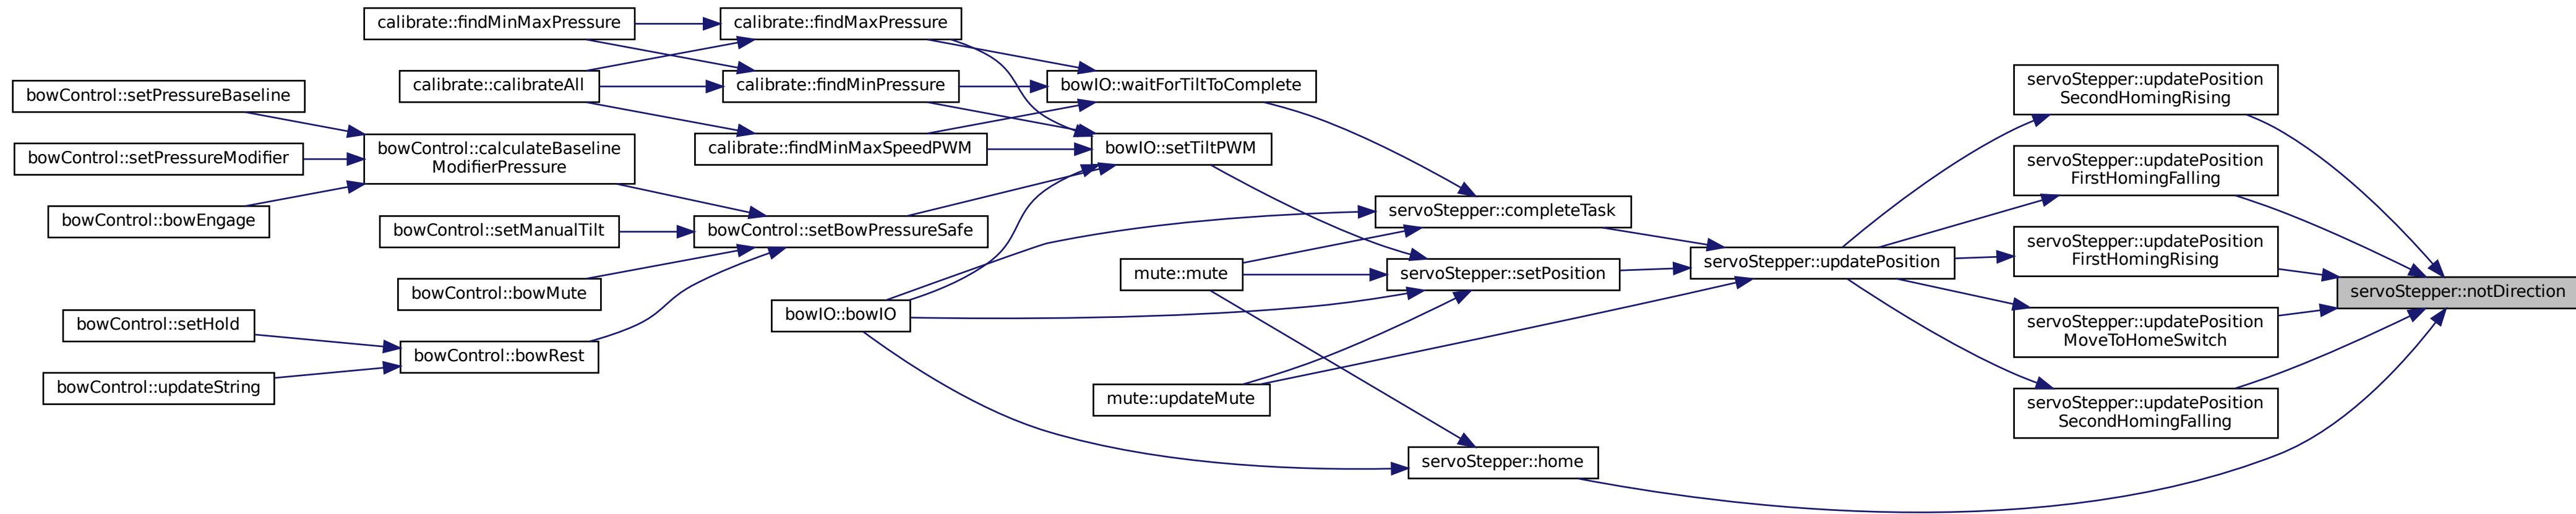 calibrate::findMinMaxPressure
calibrate::findMaxPressure
calibrate::calibrateAll
calibrate::findMinPressure
bowIO::waitForTiltToComplete
servoStepper::updatePosition
SecondHomingRising
bowControl::setPressureBaseline
bowControl::setPressureModifier
bowControl::calculateBaseline
ModifierPressure
calibrate::findMinMaxSpeedPWM
bowIO::setTiltPWM
servoStepper::updatePosition
FirstHomingFalling
bowControl::bowEngage
bowControl::setManualTilt
bowControl::setBowPressureSafe
servoStepper::completeTask
servoStepper::updatePosition
FirstHomingRising
bowControl::bowMute
mute::mute
servoStepper::setPosition
servoStepper::updatePosition
servoStepper::notDirection
bowControl::setHold
bowIO::bowIO
servoStepper::updatePosition
MoveToHomeSwitch
bowControl::bowRest
bowControl::updateString
mute::updateMute
servoStepper::updatePosition
SecondHomingFalling
servoStepper::home